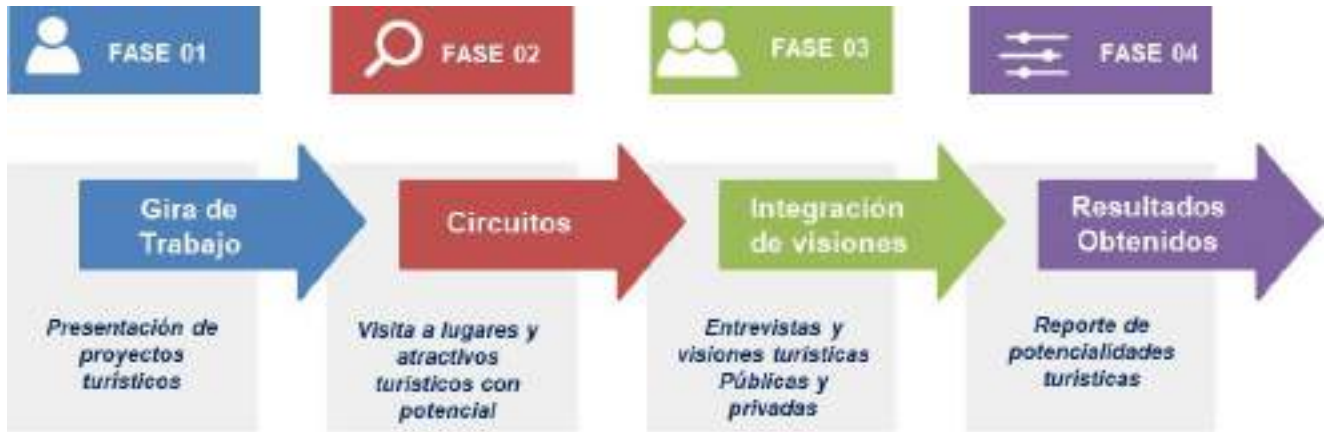 FASE 01
FASE 02
FASE 03
FASE 04
Gira de
Trabajo
Circuitos
Integración
de visiones
Resultados
Obtenidos
Presentación de
proyectos
turísticos
Visita a lugares y
atractivos
turísticos con
potencial
Entrevistas y
visiones turísticas
Públicas y
privadas
Reporte de
potencialidades
turisticas